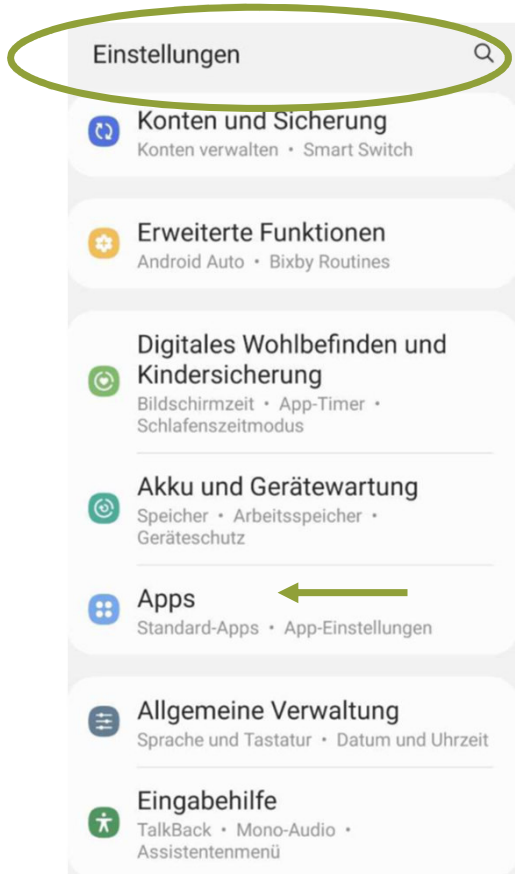 Einstellungen
Konten und Sicherung
Konten verwalten • Smart Switch
Erweiterte Funktionen
Android Auto • Bixby Routines
Digitales Wohlbefinden und
Kindersicherung
Bildschirmzeit • App-Timer •
Schlafenszeitmodus
Akku und Gerätewartung
Speicher • Arbeitsspeicher •
Geräteschutz
Apps
Standard-Apps • App-Einstellungen
Allgemeine Verwaltung
Sprache und Tastatur • Datum und Uhrzeit
Eingabehilfe
TalkBack • Mono-Audio •
Assistentenmenü